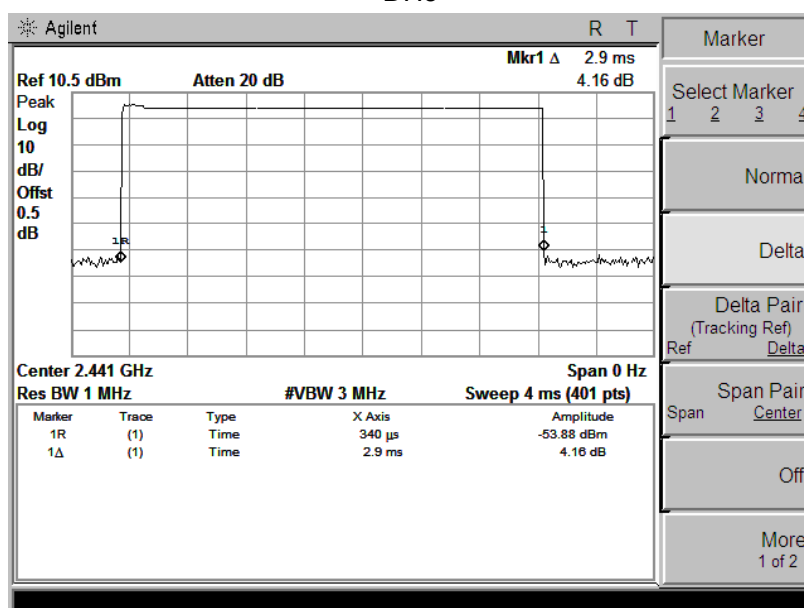 Agilent R T
Mkr1 Δ 2.9 ms
Ref 10.5 dBm Atten 20 dB 4.16 dB
Peak
Log
10
dB/
Offst
0.5
dB
1R
1
Center 2.441 GHz Span 0 Hz
Res BW 1 MHz #VBW 3 MHz Sweep 4 ms (401 pts)
Marker Trace Type X Axis Amplitude
1R (1) Time 340 µs -53.88 dBm
1Δ (1) Time 2.9 ms 4.16 dB
Marker
Select Marker
1 2 3 4
Norma
Delta
Delta Pair
(Tracking Ref)
Ref Delta
Span Pair
Span Center
Off
More
1 of 2